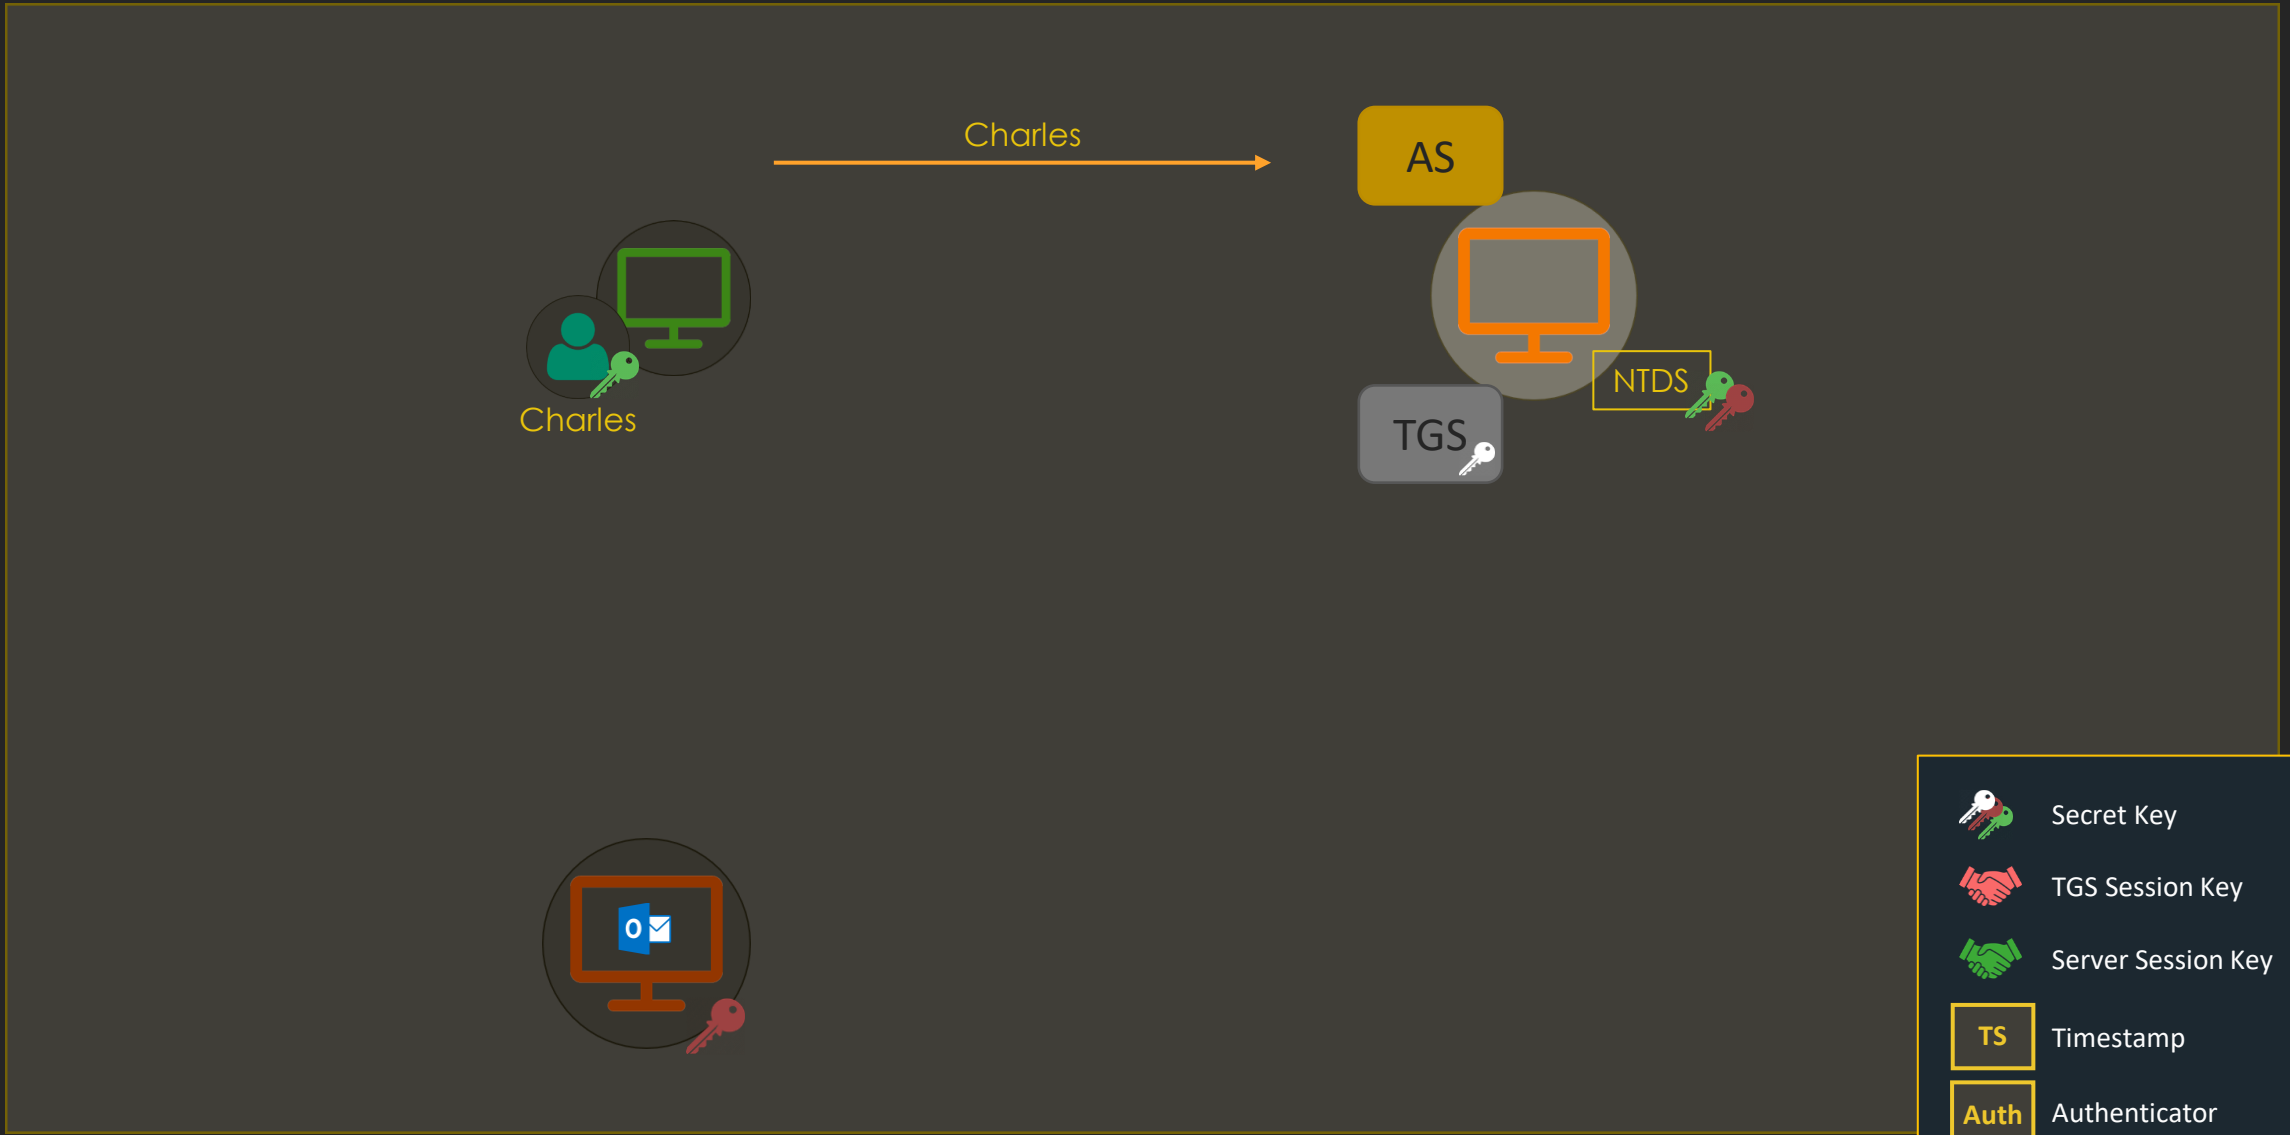 Charles
AS
NTDS
TGS
Charles
O
Secret Key
TGS Session Key
Server Session Key
TS Timestamp
Auth Authenticator